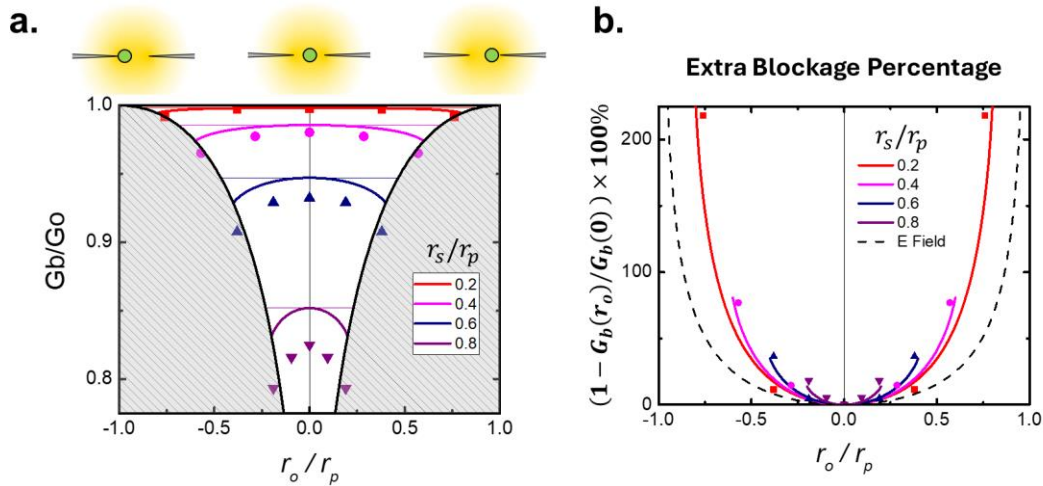 a.
1.0
0.9
0.8
Gb/Go
r_s/r_p
0.2
0.4
0.6
0.8
-1.0 -0.5 0.0 0.5 1.0
r_o / r_p
b.
Extra Blockage Percentage
(1 − G_b(r_o)/G_b(0)) × 100%
200
100
0
r_s/r_p
0.2
0.4
0.6
0.8
E Field
-1.0 -0.5 0.0 0.5 1.0
r_o / r_p